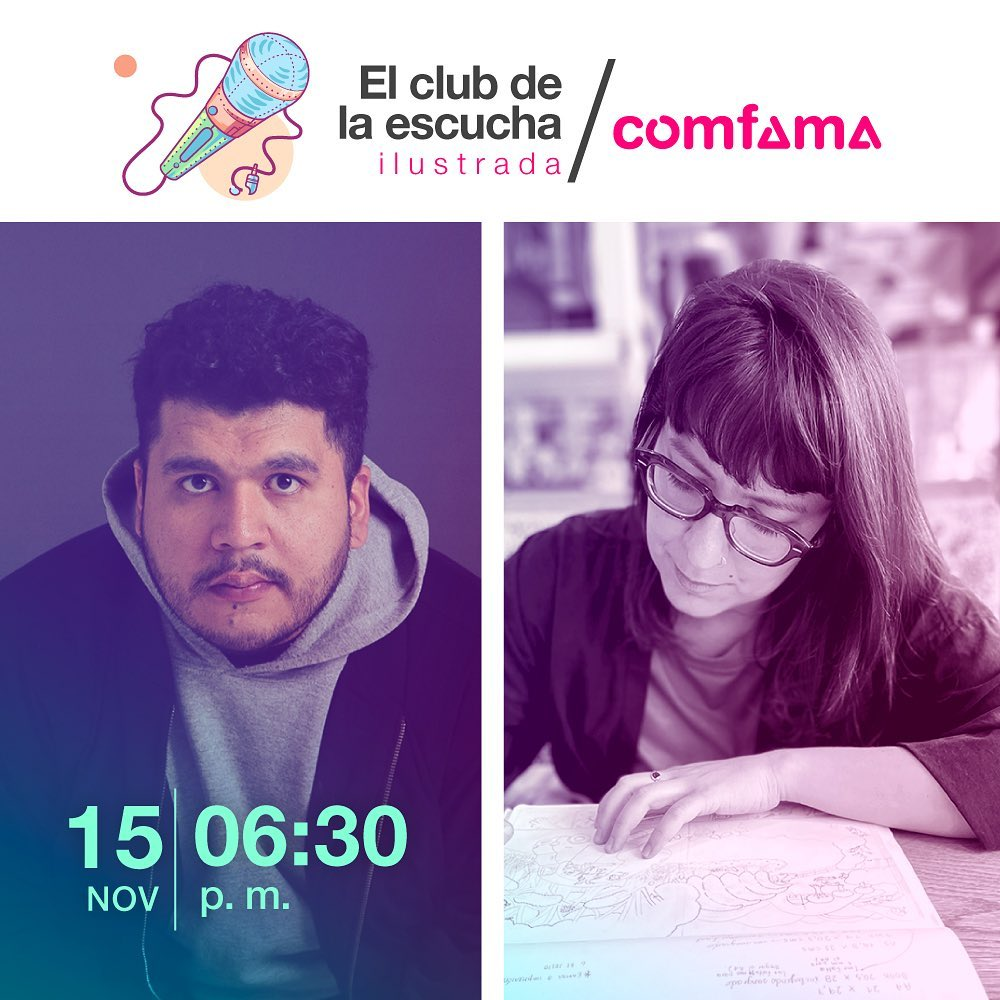 El club de
la escucha
ilustrada
comfama
15
NOV
06:30
p. m.